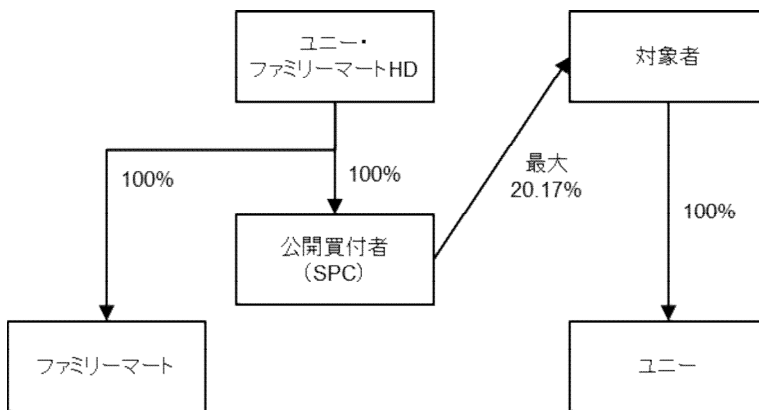 ユニー・
ファミリーマートHD
対象者
100%
100%
最大
20.17%
100%
公開買付者
(SPC)
ファミリーマート
ユニー